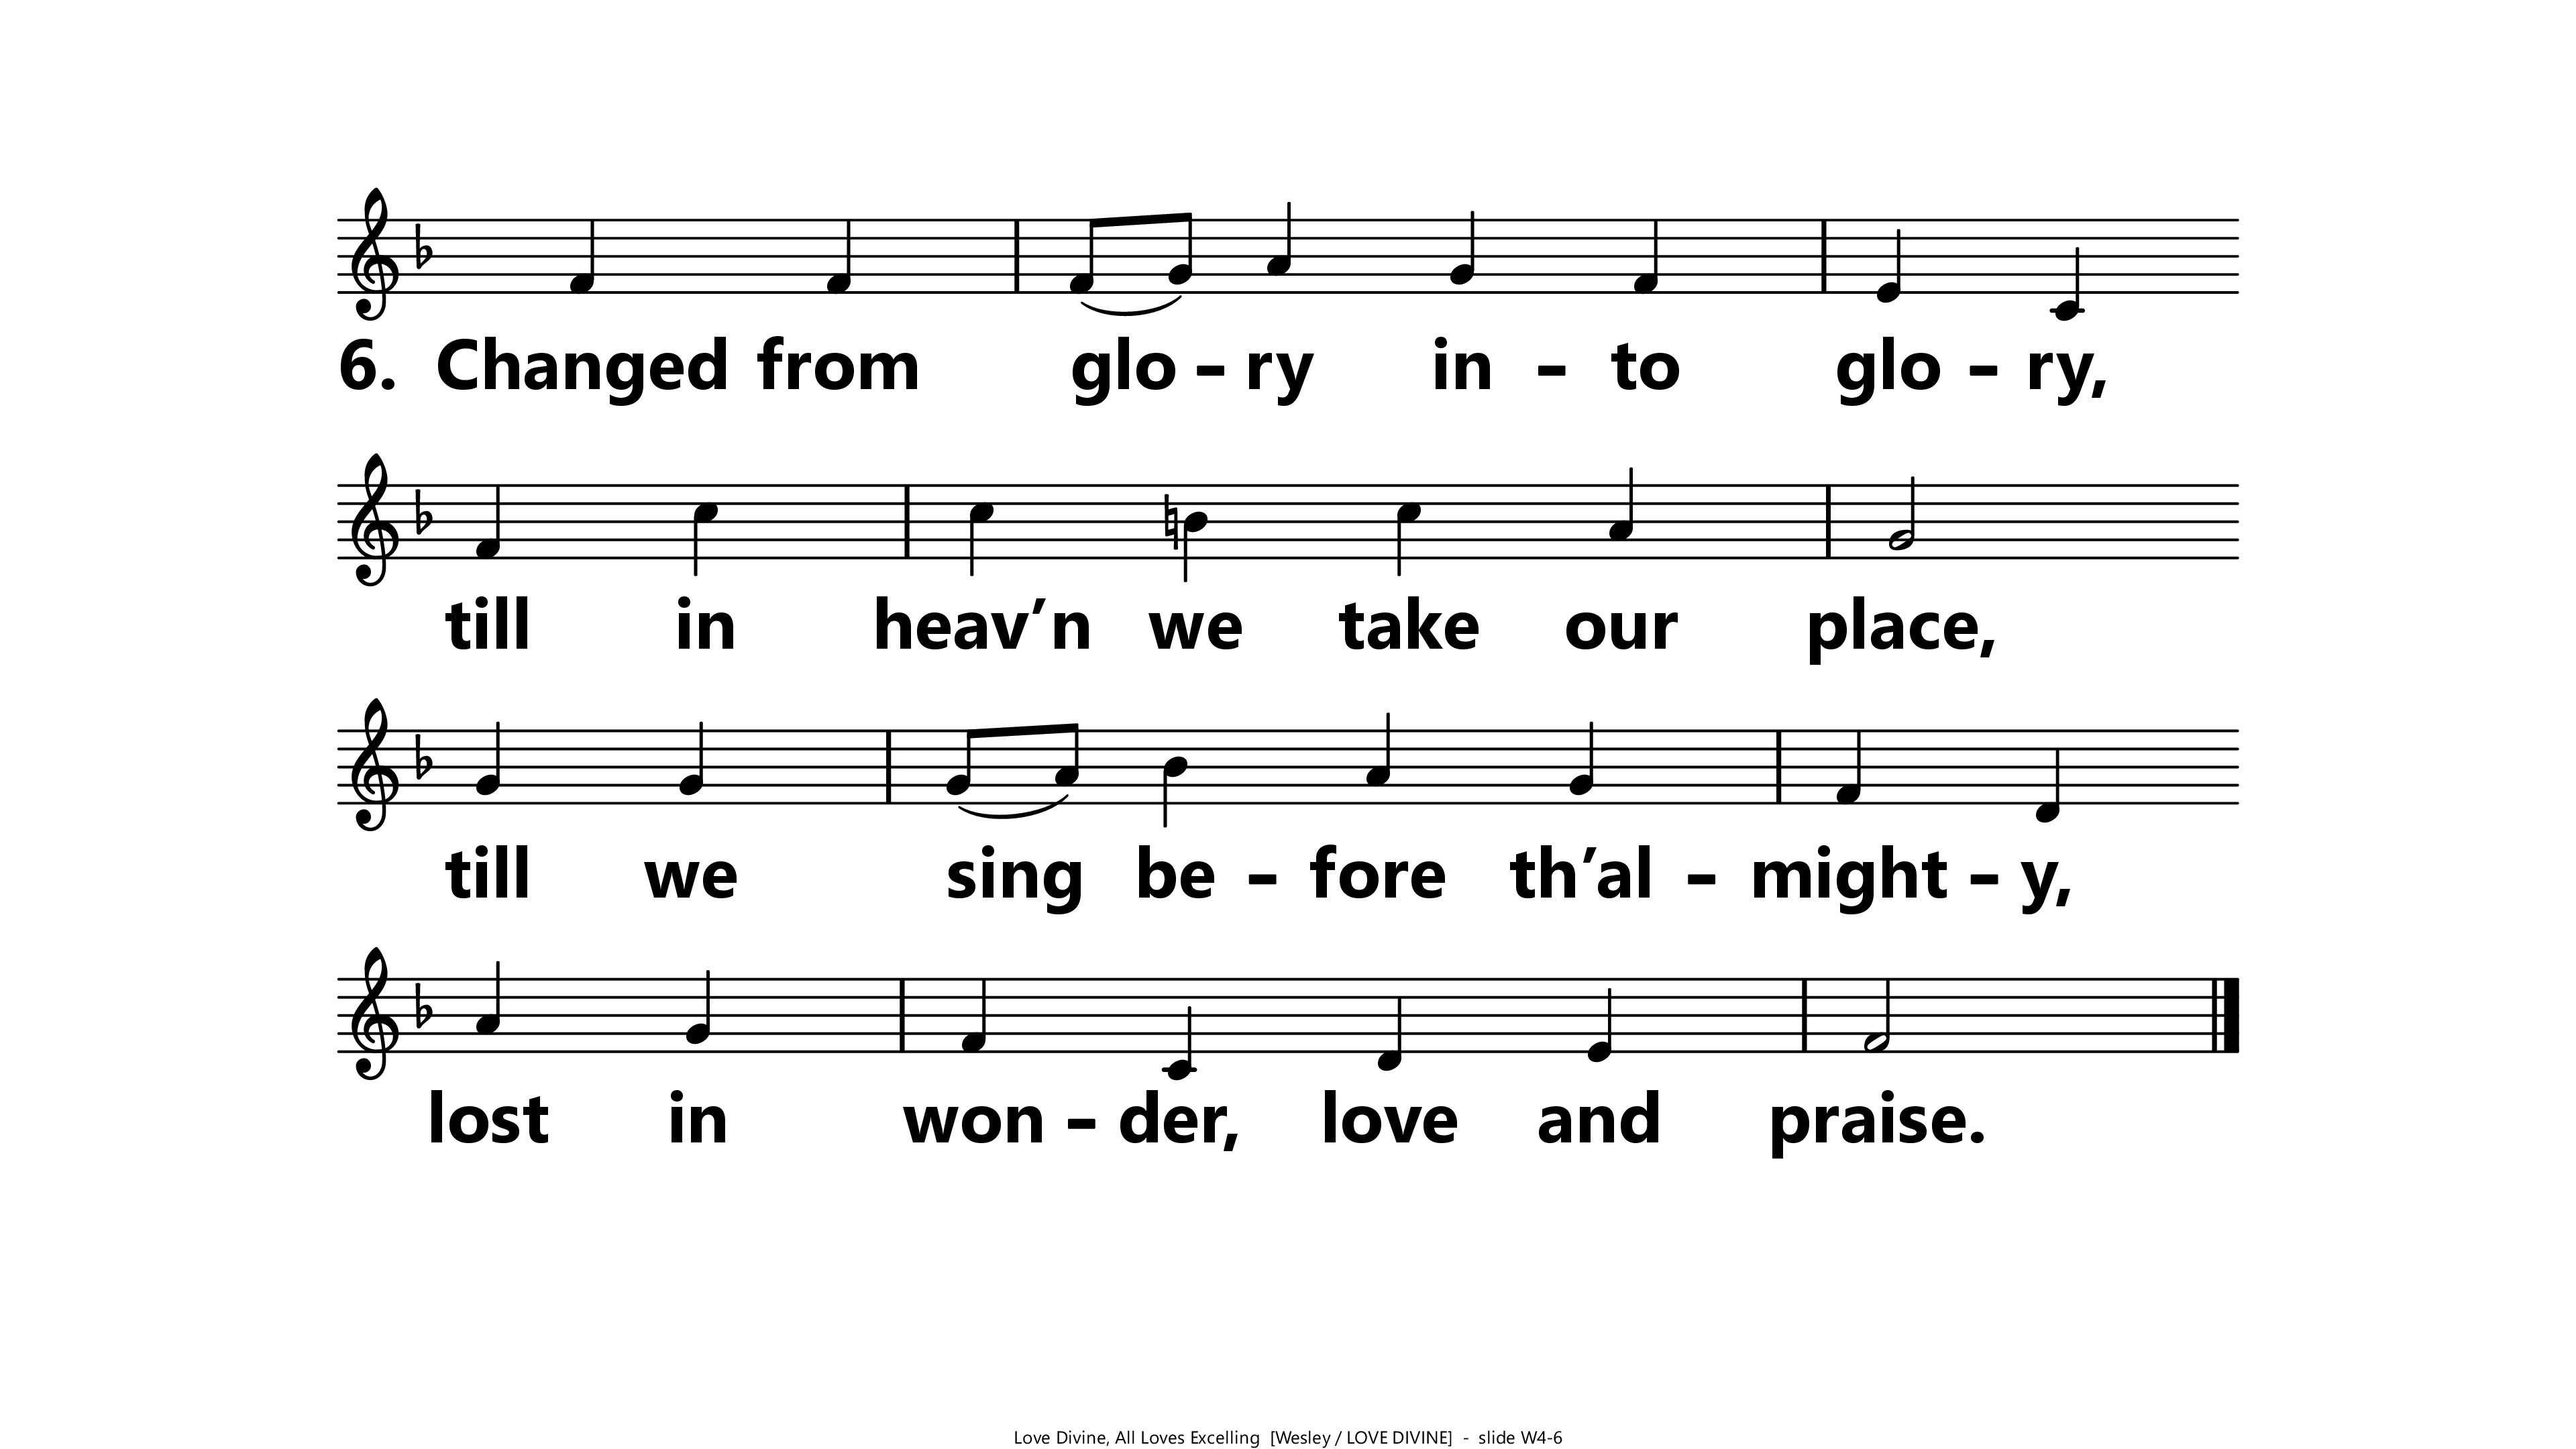 6. Changed from glo – ry in – to glo – ry,
till in heav’n we take our place,
till we sing be – fore th’al – might – y,
lost in won – der, love and praise.
Love Divine, All Loves Excelling [Wesley / LOVE DIVINE] - slide W4-6